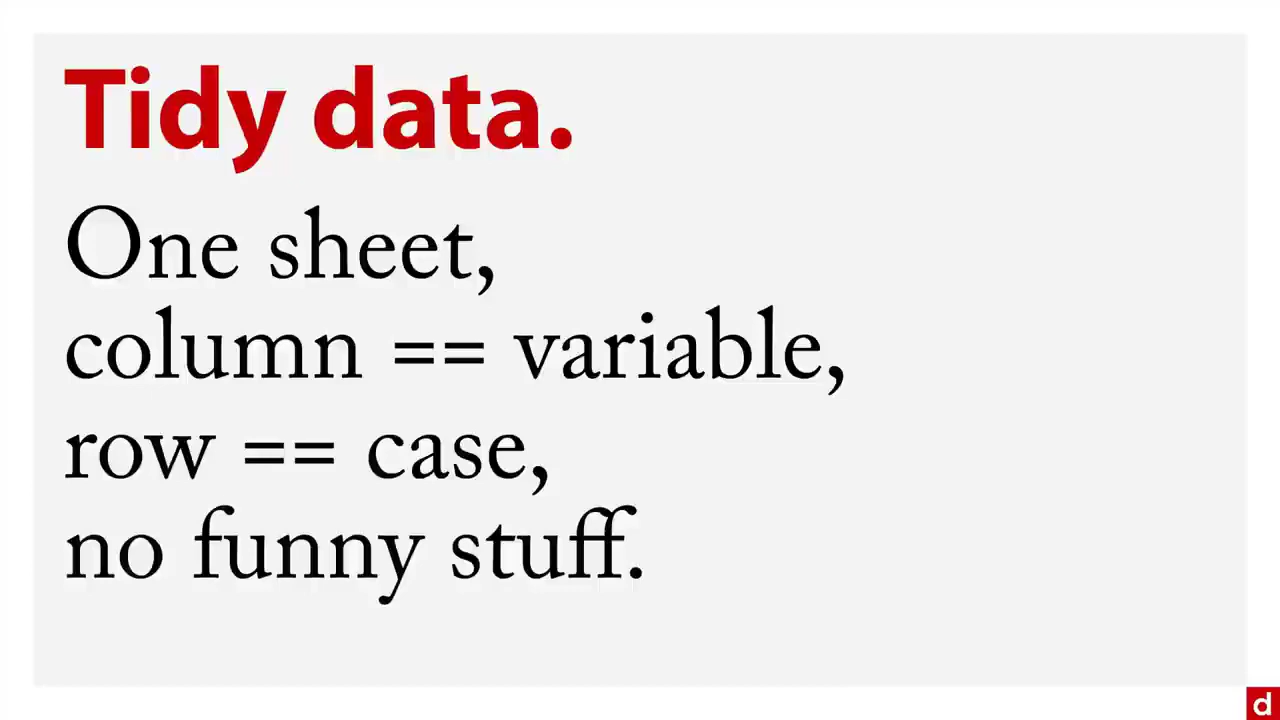 Tidy data.
One sheet,
column == variable,
row == case,
no funny stuff.
d